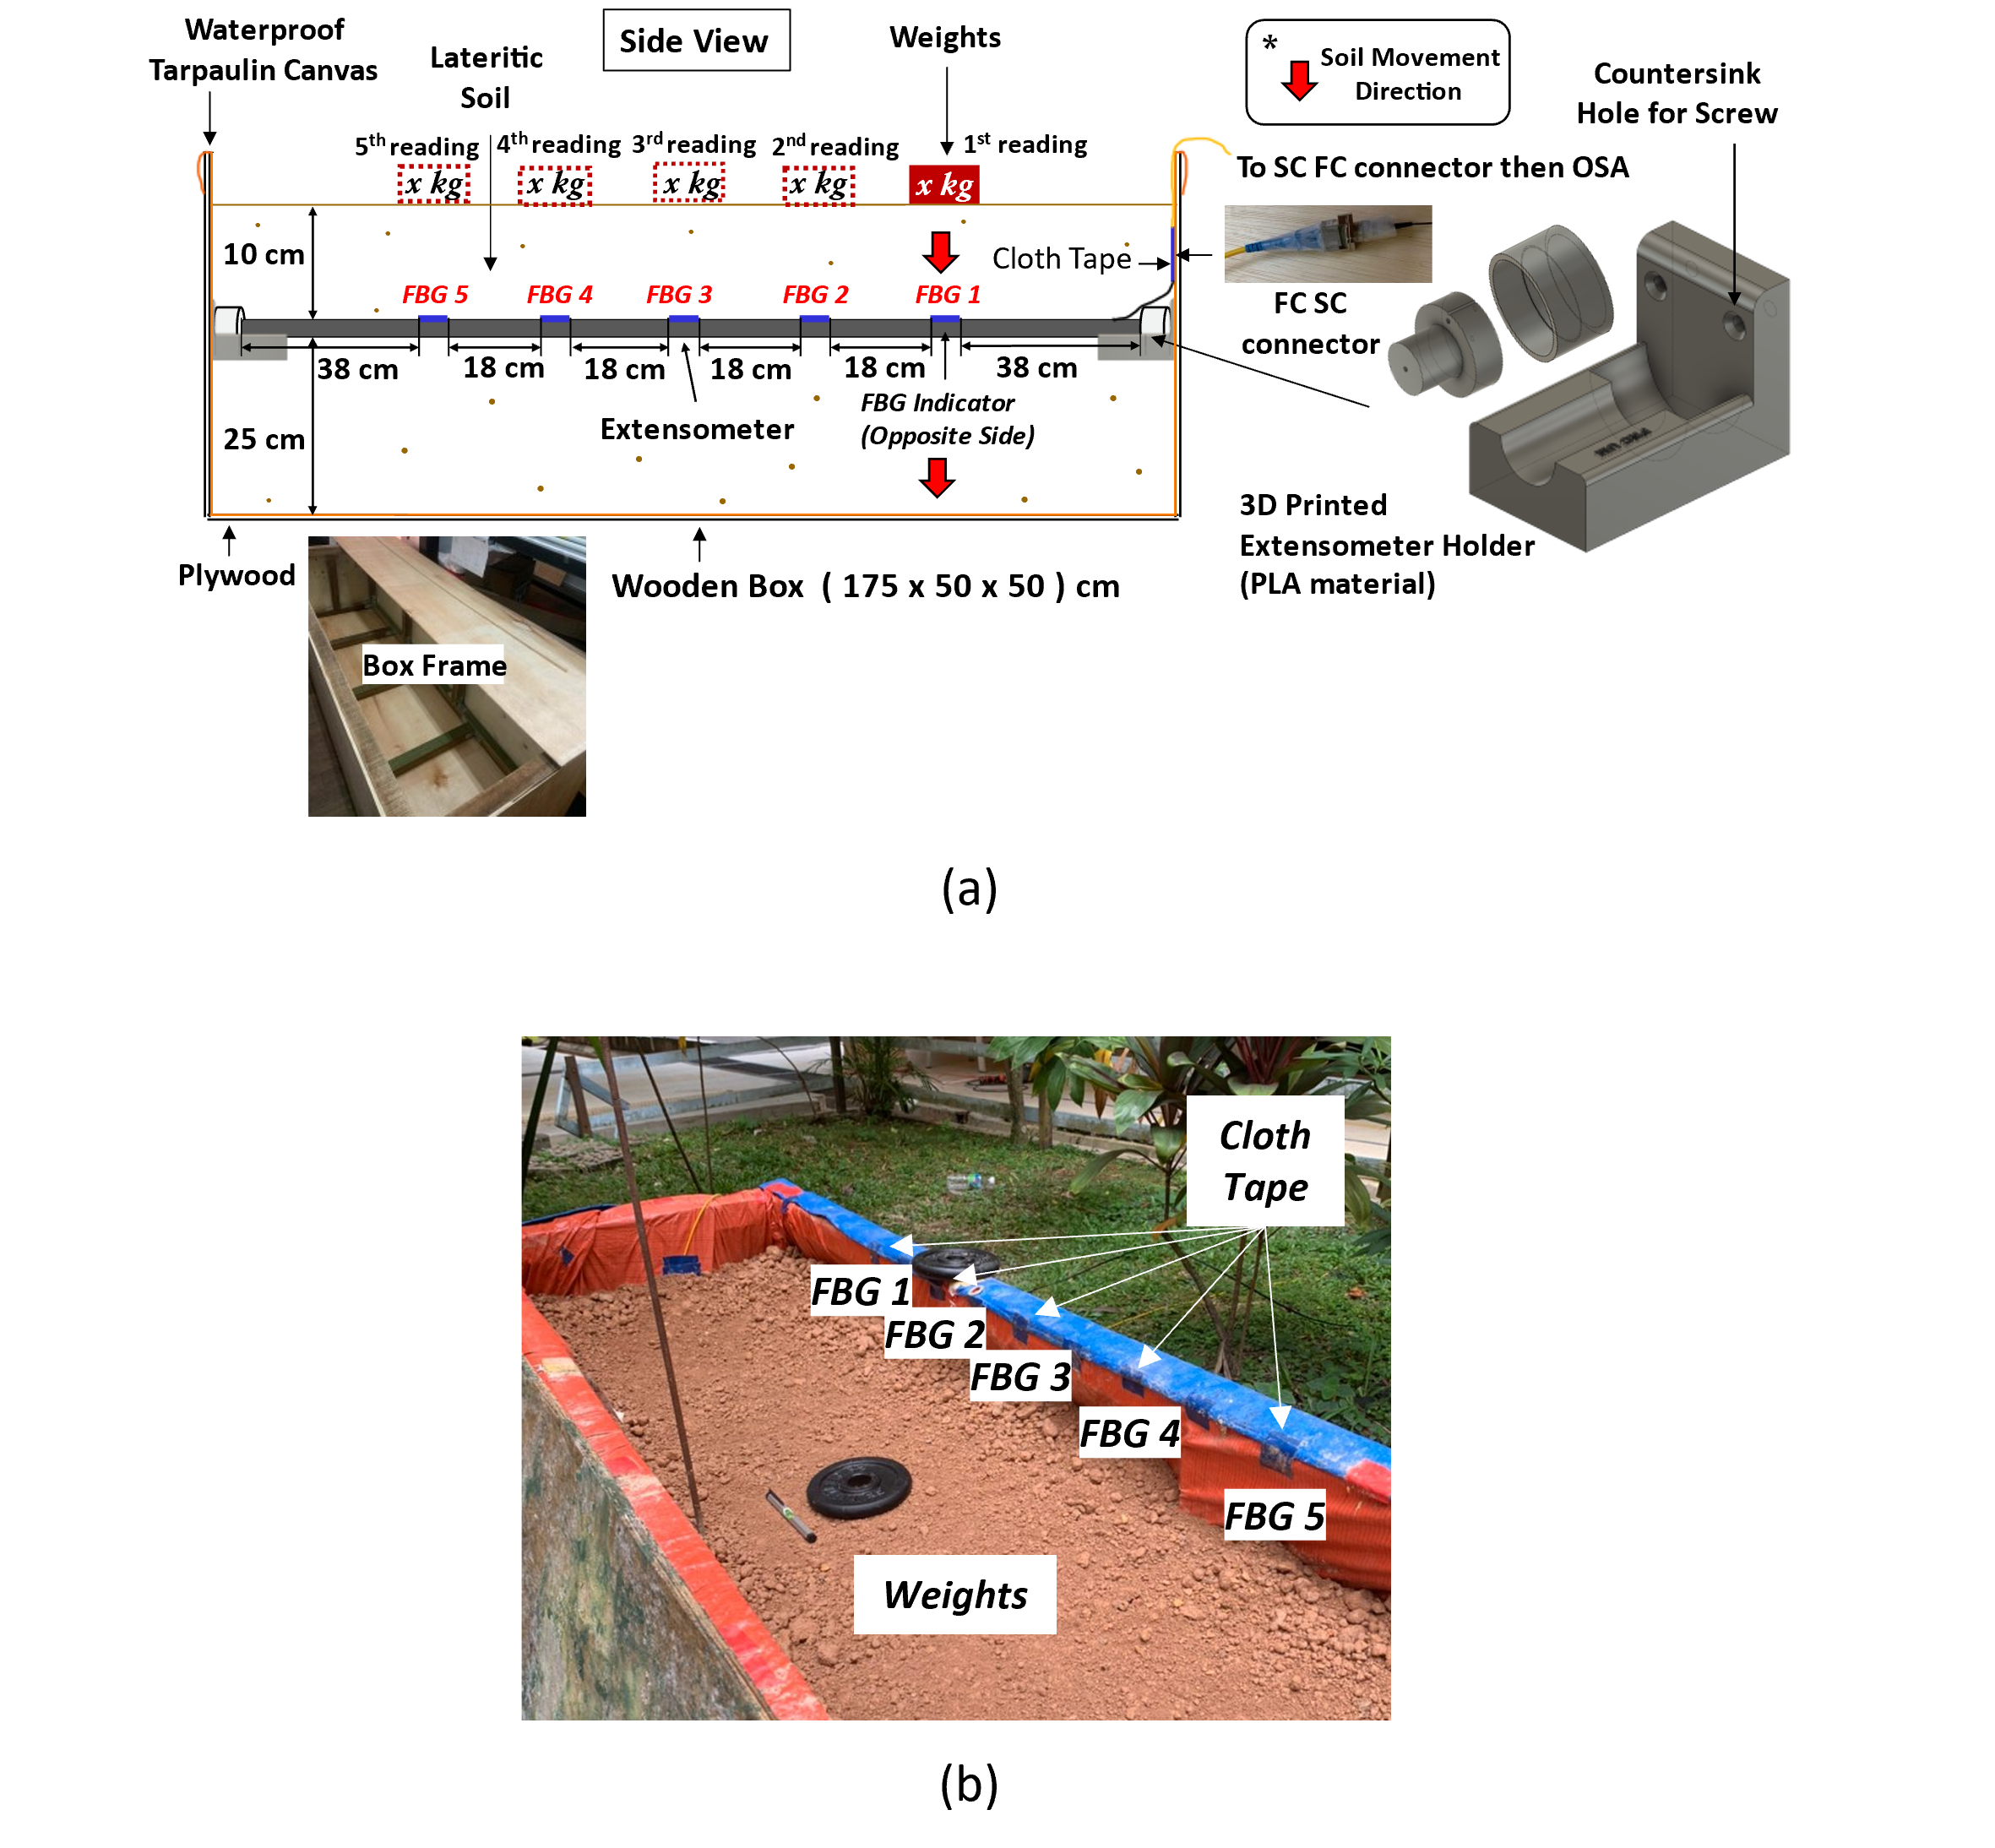 Waterproof
Tarpaulin Canvas
Lateritic
Soil
Side View
Weights
* Soil Movement
Direction
Countersink
Hole for Screw
5th reading
4th reading
3rd reading
2nd reading
1st reading
x kg
x kg
x kg
x kg
x kg
To SC FC connector then OSA
10 cm
Cloth Tape
FBG 5
FBG 4
FBG 3
FBG 2
FBG 1
FC SC
connector
38 cm
18 cm
18 cm
18 cm
18 cm
38 cm
FBG Indicator
(Opposite Side)
Extensometer
25 cm
3D Printed
Extensometer Holder
(PLA material)
Plywood
Wooden Box ( 175 x 50 x 50 ) cm
Box Frame
(a)
Cloth
Tape
FBG 1
FBG 2
FBG 3
FBG 4
FBG 5
Weights
(b)